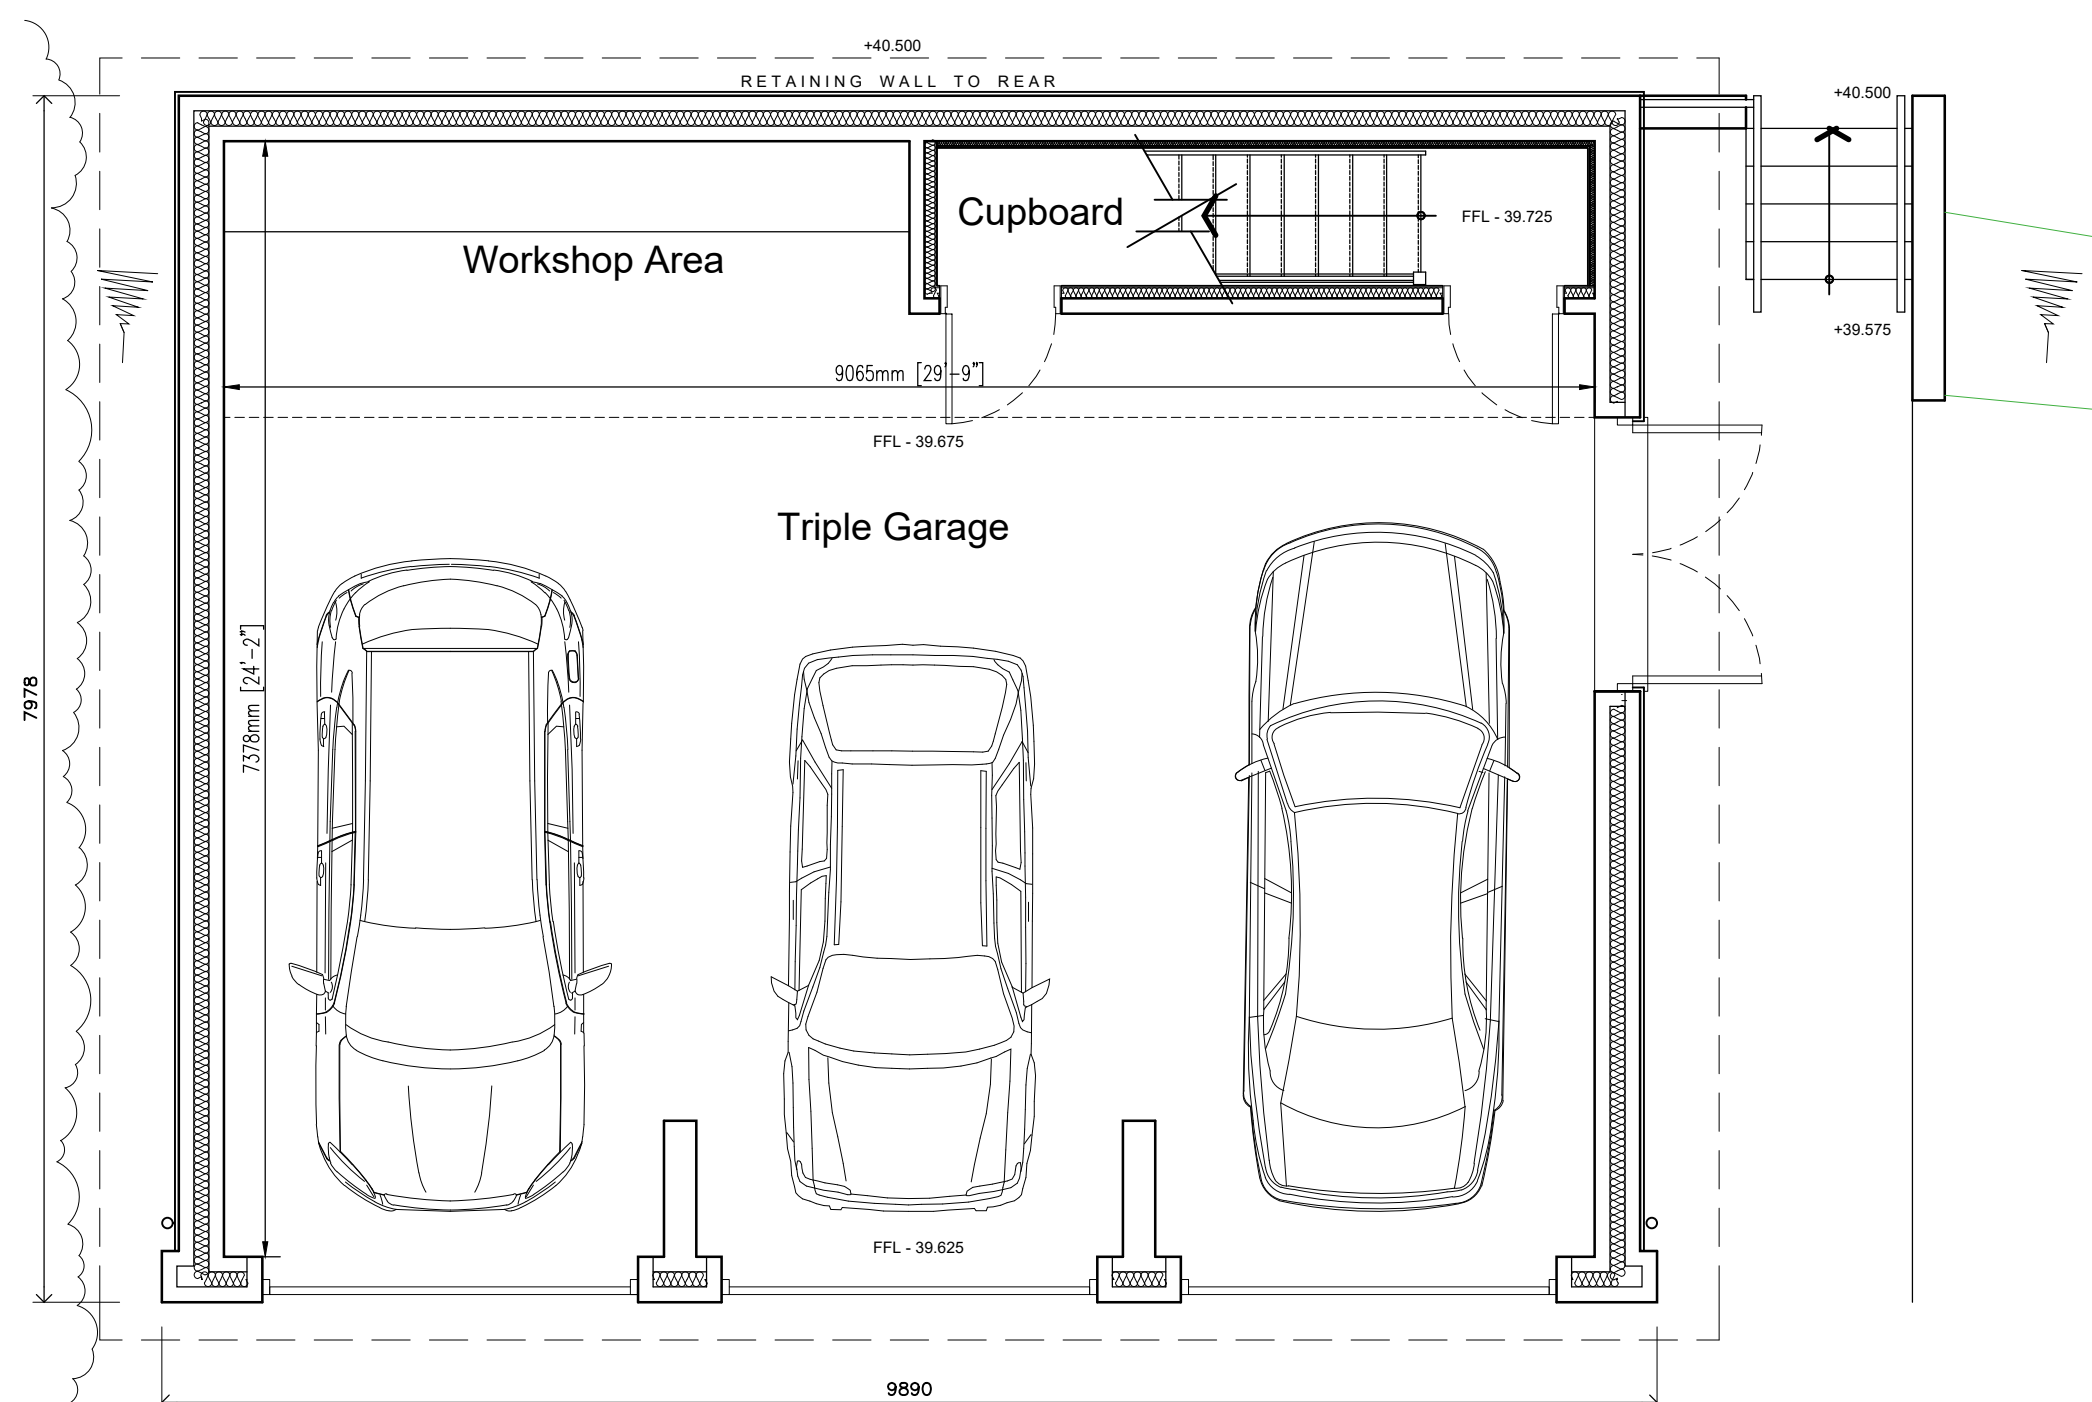 +40.500
RETAINING WALL TO REAR
+40.500
Cupboard
FFL - 39.725
Workshop Area
+39.575
9065mm [29'-9"]
FFL - 39.675
Triple Garage
7378mm [24'-2"]
7978
FFL - 39.625
9890